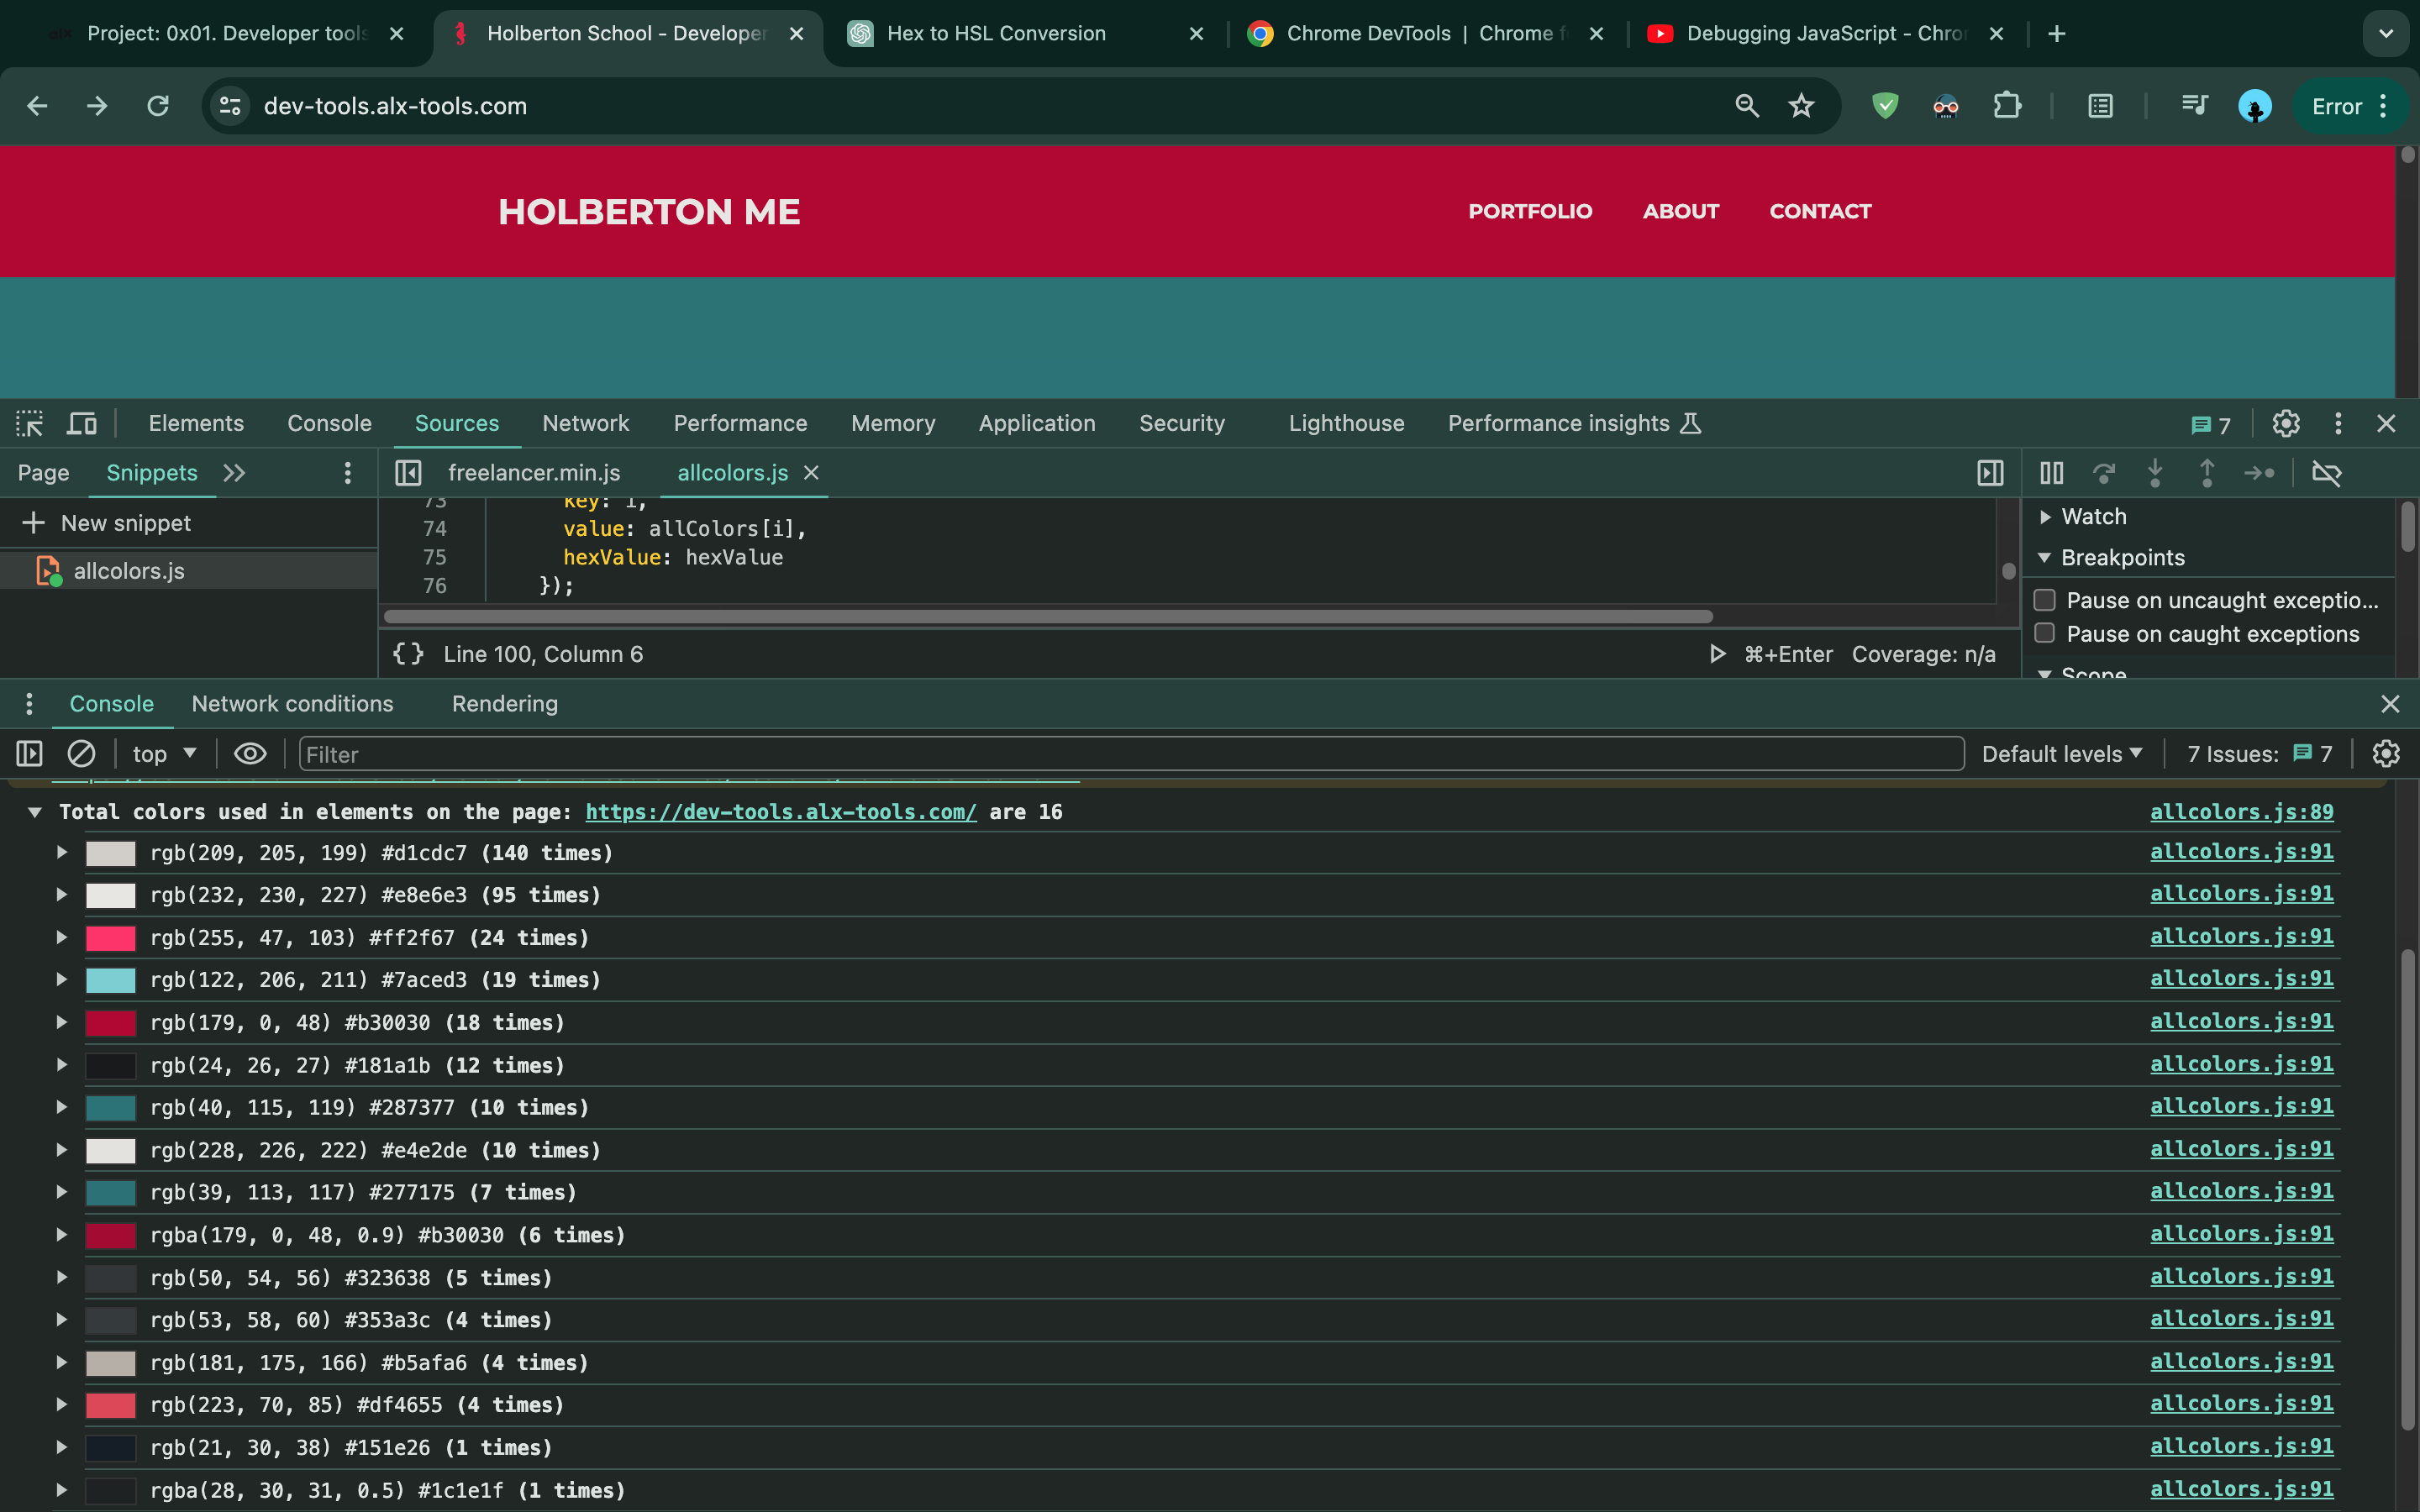 Project: 0x01. Developer tools
Holberton School - Developer
Hex to HSL Conversion
Chrome DevTools | Chrome f
Debugging JavaScript - Chro
dev-tools.alx-tools.com
Error
HOLBERTON ME
PORTFOLIO ABOUT CONTACT
Elements Console Sources Network Performance Memory Application Security Lighthouse Performance insights 7
Page Snippets freelancer.min.js allcolors.js
New snippet
allcolors.js
73 key: i,
74 value: allColors[i],
75 hexValue: hexValue
76 });
{ } Line 100, Column 6 ⌘+Enter Coverage: n/a
Watch
Breakpoints
Pause on uncaught exceptio...
Pause on caught exceptions
Scope
Console Network conditions Rendering
top Filter Default levels 7 Issues: 7
Total colors used in elements on the page: https://dev-tools.alx-tools.com/ are 16 allcolors.js:89
rgb(209, 205, 199) #d1cdc7 (140 times) allcolors.js:91
rgb(232, 230, 227) #e8e6e3 (95 times) allcolors.js:91
rgb(255, 47, 103) #ff2f67 (24 times) allcolors.js:91
rgb(122, 206, 211) #7aced3 (19 times) allcolors.js:91
rgb(179, 0, 48) #b30030 (18 times) allcolors.js:91
rgb(24, 26, 27) #181a1b (12 times) allcolors.js:91
rgb(40, 115, 119) #287377 (10 times) allcolors.js:91
rgb(228, 226, 222) #e4e2de (10 times) allcolors.js:91
rgb(39, 113, 117) #277175 (7 times) allcolors.js:91
rgba(179, 0, 48, 0.9) #b30030 (6 times) allcolors.js:91
rgb(50, 54, 56) #323638 (5 times) allcolors.js:91
rgb(53, 58, 60) #353a3c (4 times) allcolors.js:91
rgb(181, 175, 166) #b5afa6 (4 times) allcolors.js:91
rgb(223, 70, 85) #df4655 (4 times) allcolors.js:91
rgb(21, 30, 38) #151e26 (1 times) allcolors.js:91
rgba(28, 30, 31, 0.5) #1c1e1f (1 times) allcolors.js:91